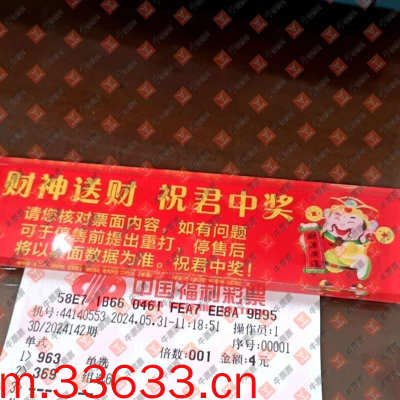 财神送财 祝君中奖
请您核对票面内容，如有问题
可于停售前提出重打，停售后
将以票面数据为准。祝君中奖！
中国福利彩票
58E7 1B66 0461 FEA7 EE8A 9B95
机号:44140553 2024.05.31-11:18:51 操作员:1
3D/2024142期 序号:00001
单式
1) 963 单选 倍数:001 金额:4元
369 组选6
m.33633.cn